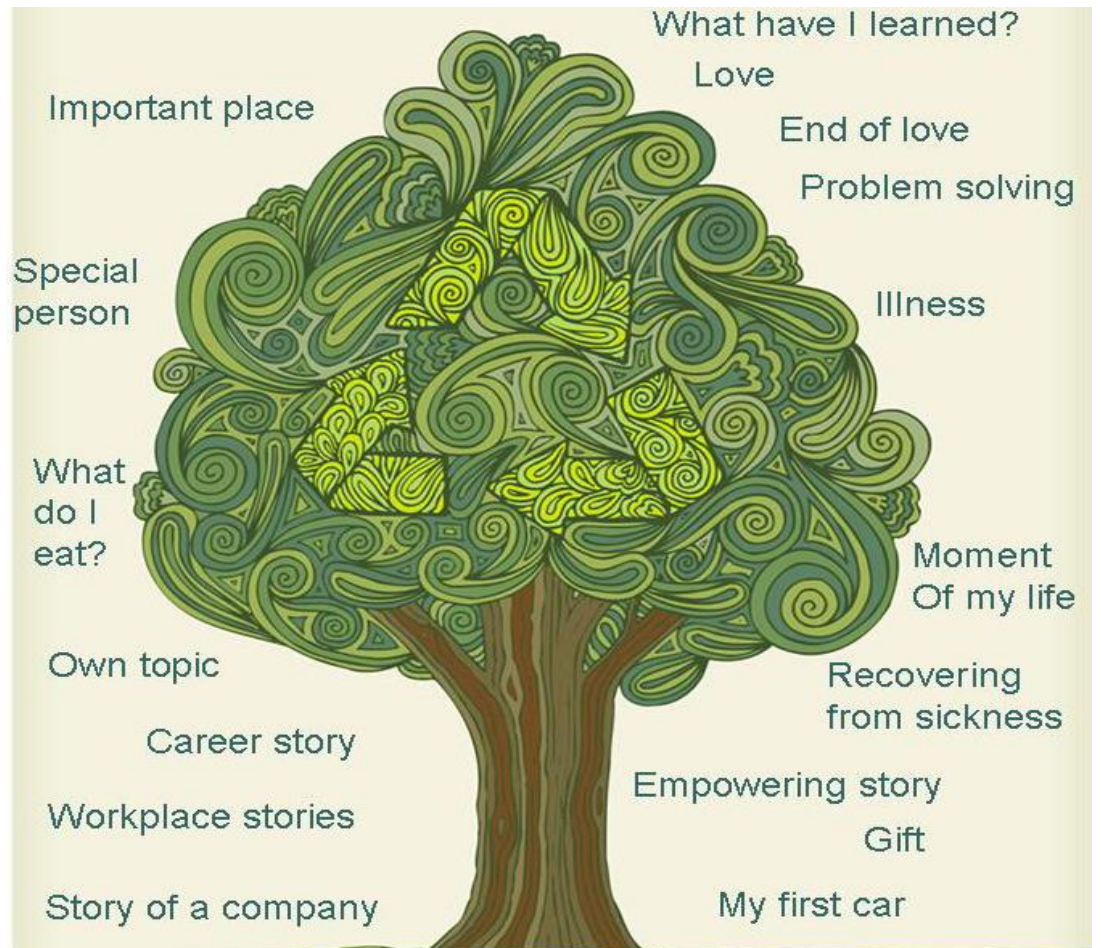 What have I learned?
Love
Important place
End of love
Problem solving
Special
person
Illness
What
do I
eat?
Moment
Of my life
Own topic
Recovering
from sickness
Career story
Empowering story
Workplace stories
Gift
Story of a company
My first car